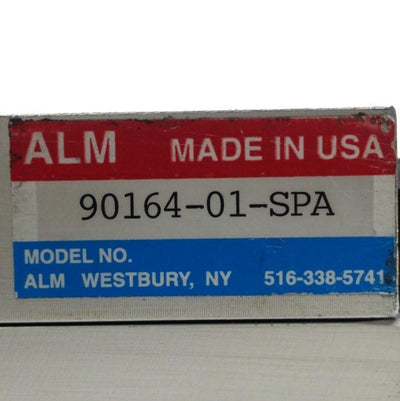 ALM MADE IN USA
90164-01-SPA
MODEL NO.
ALM WESTBURY, NY 516-338-5741